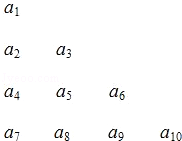 a₁
a₂ a₃
a₄ a₅ a₆
a₇ a₈ a₉ a₁₀